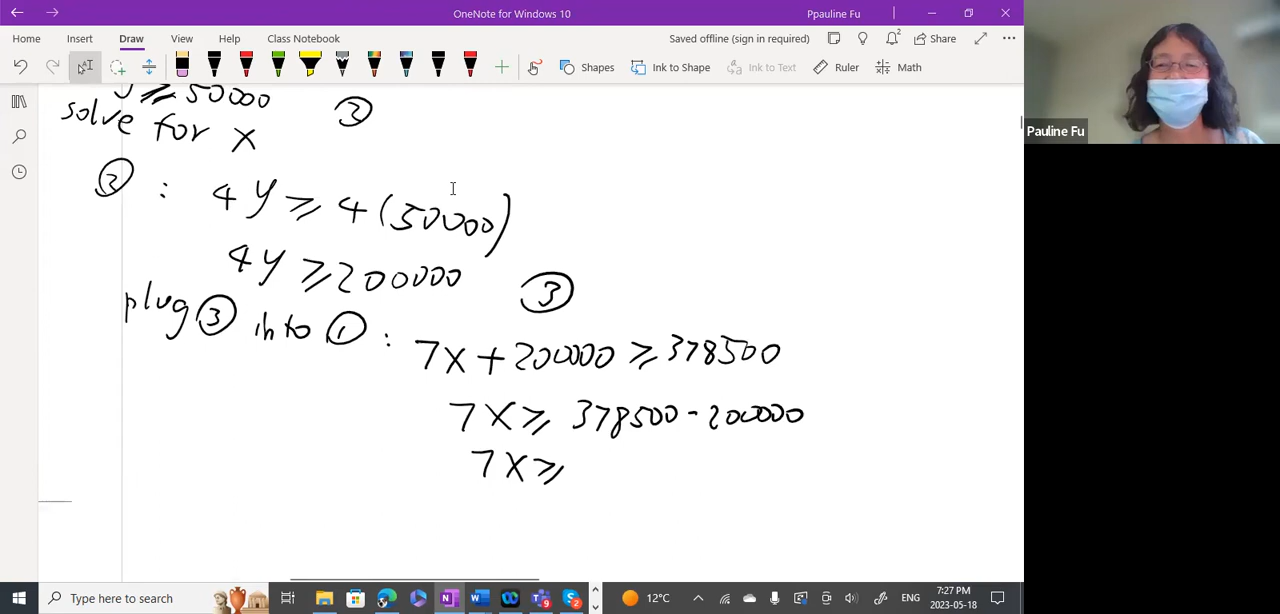 OneNote for Windows 10
Ppauline Fu
Home Insert Draw View Help Class Notebook
Saved offline (sign in required)
Share
Shapes
Ink to Shape
Ink to Text
Ruler
Math
y ≥ 50000 ③
solve for x
② : 4y ≥ 4(50000)
4y ≥ 200000 ③
plug ③ into ① : 7x + 200000 ≥ 378500
7x ≥ 378500 - 200000
7x ≥
Pauline Fu
Type here to search
12°C
ENG
7:27 PM
2023-05-18